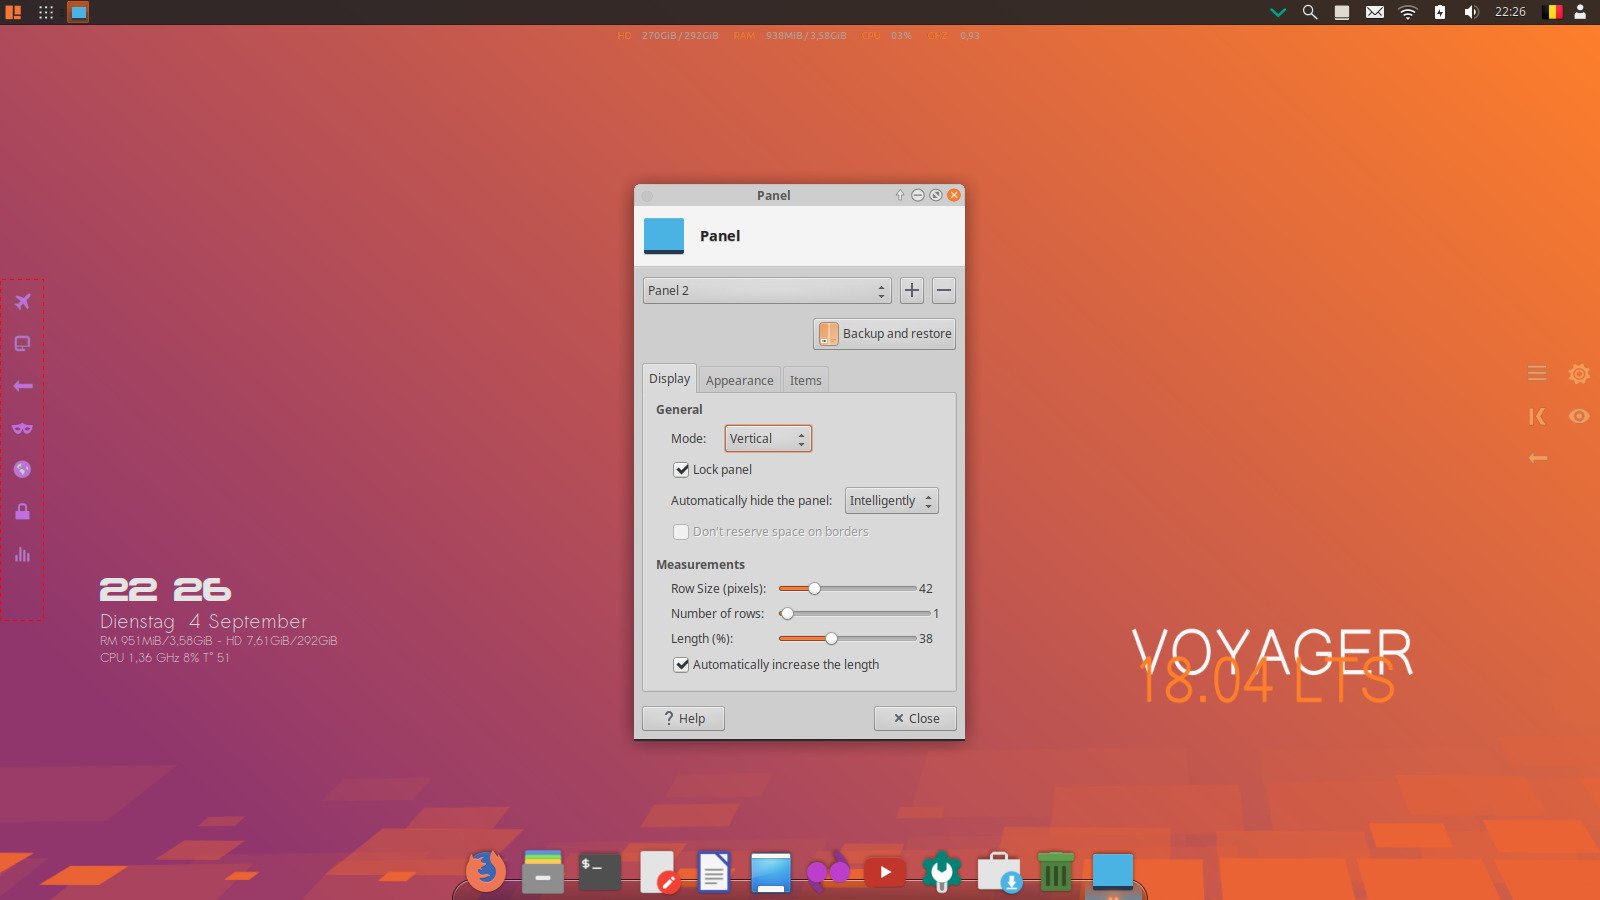 22:26
HD 270GiB/292GiB RAM 938MiB/3,58GiB CPU 03% GHZ 0,93
Panel
Panel
Panel 2
Backup and restore
Display Appearance Items
General
Mode: Vertical
Lock panel
Automatically hide the panel: Intelligently
Don't reserve space on borders
Measurements
Row Size (pixels): 42
Number of rows: 1
Length (%): 38
Automatically increase the length
? Help × Close
22 26
Dienstag 4 September
RM 951MiB/3,58GiB - HD 7,61GiB/292GiB
CPU 1,36 GHz 8% T° 51
VOYAGER
18.04 LTS
$_